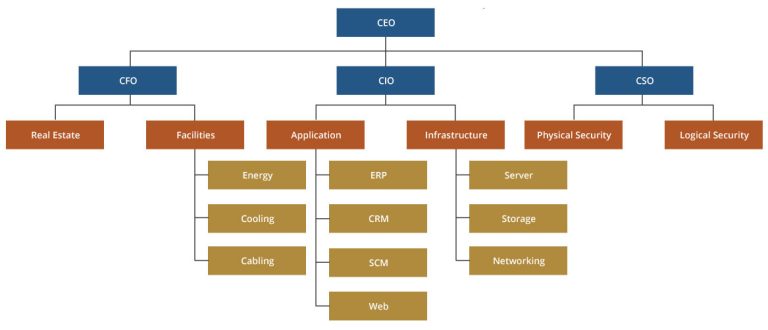 CEO
CFO
CIO
CSO
Real Estate
Facilities
Application
Infrastructure
Physical Security
Logical Security
Energy
ERP
Server
Cooling
CRM
Storage
Cabling
SCM
Networking
Web